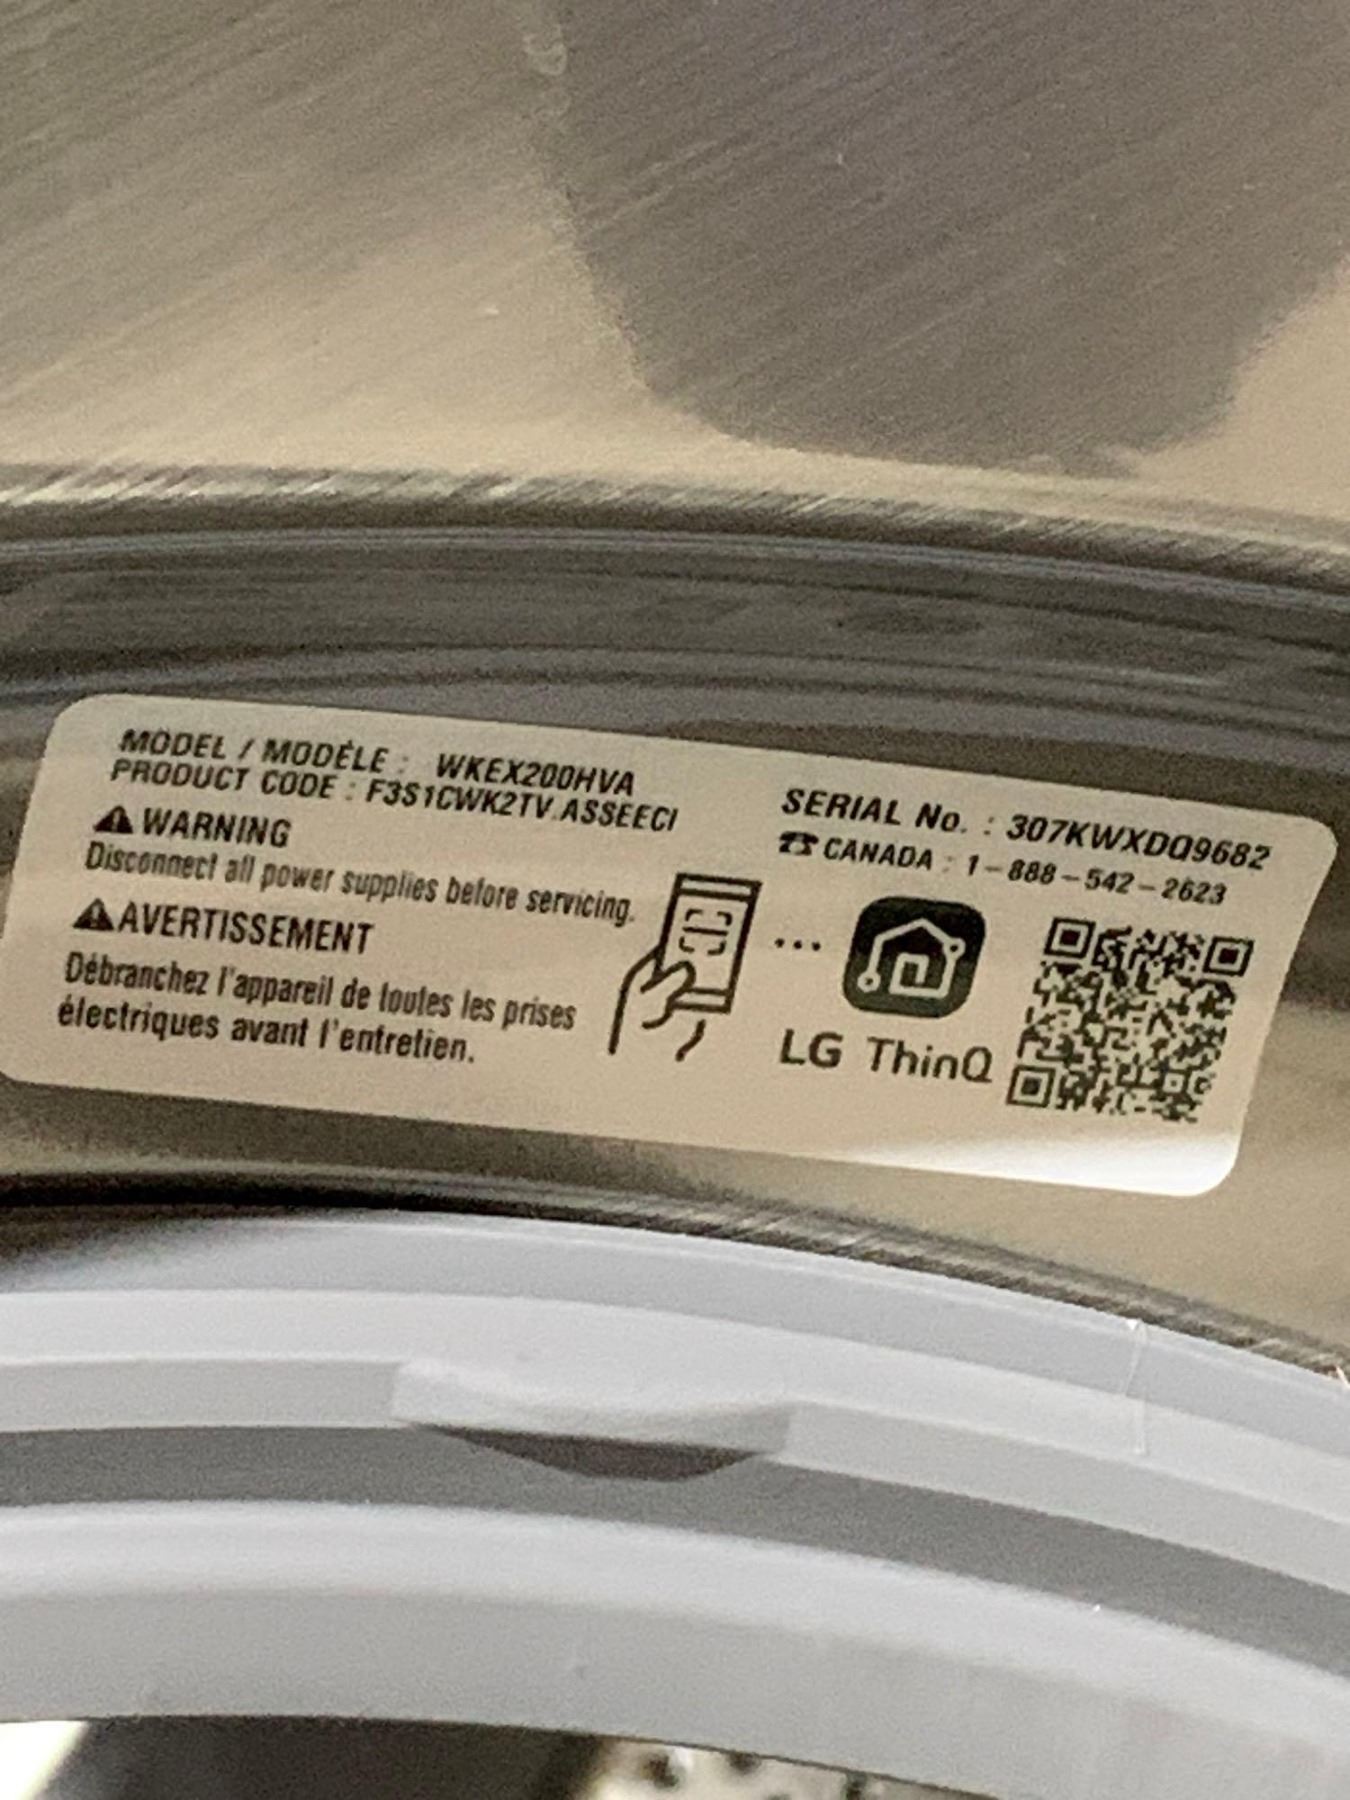 MODEL / MODÈLE : WKEX200HVA
PRODUCT CODE : F3S1CWK2TV.ASSEECI
⚠ WARNING
Disconnect all power supplies before servicing.
⚠ AVERTISSEMENT
Débranchez l'appareil de toutes les prises
électriques avant l'entretien.
SERIAL No. : 307KWXDQ9682
☎ CANADA : 1-888-542-2623
...
LG ThinQ